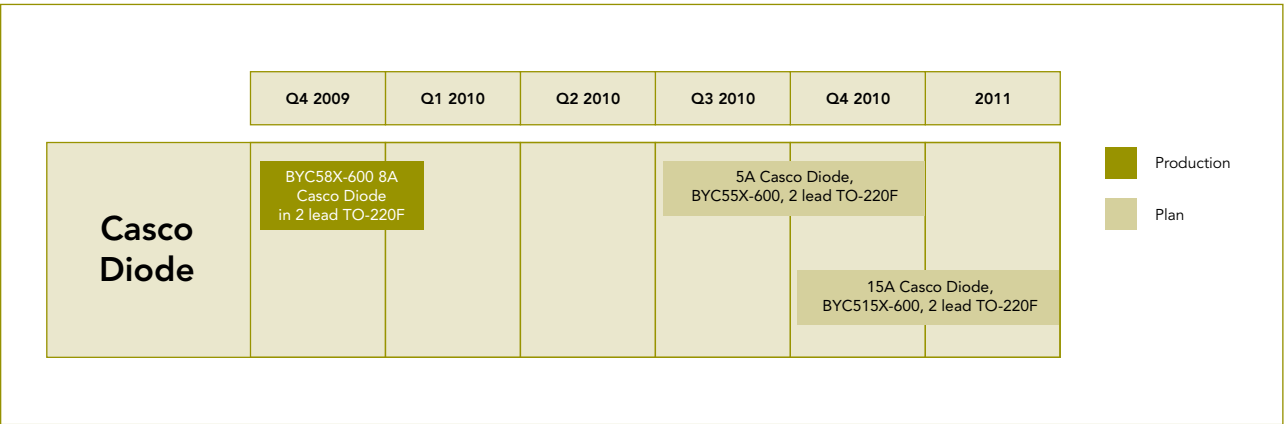 Q4 2009
Q1 2010
Q2 2010
Q3 2010
Q4 2010
2011
Casco
Diode
BYC58X-600 8A
Casco Diode
in 2 lead TO-220F
5A Casco Diode,
BYC55X-600, 2 lead TO-220F
15A Casco Diode,
BYC515X-600, 2 lead TO-220F
Production
Plan